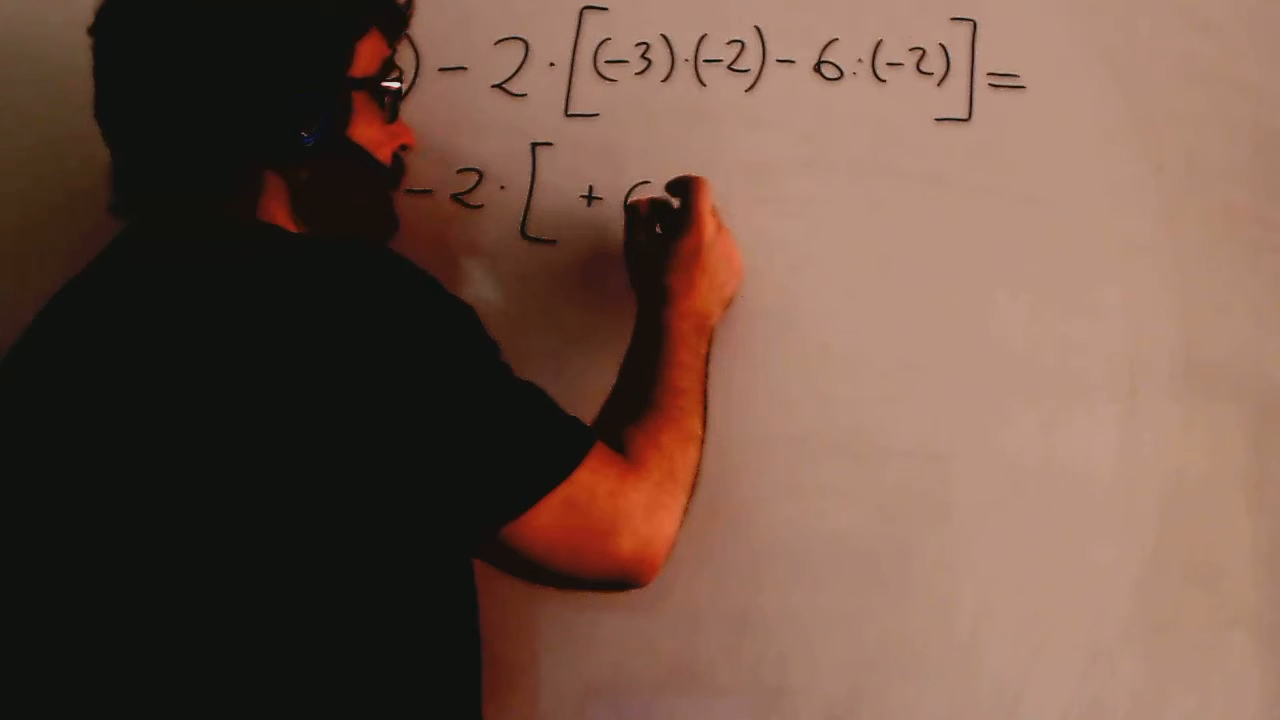 ) - 2 · [(-3) · (-2) - 6 : (-2)] =
- 2 · [ + 6